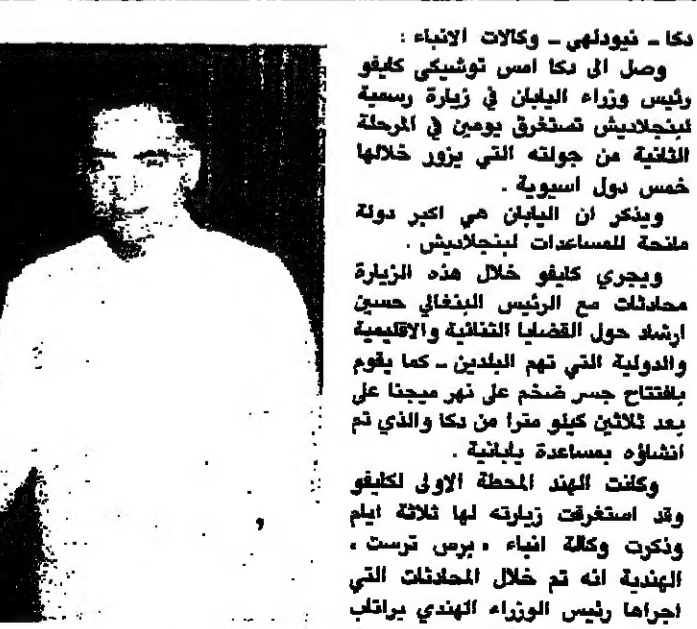 دكا ـ نيودلهي ـ وكالات الانباء :
وصل الى دكا امس توشيكي كايفو
رئيس وزراء اليابان في زيارة رسمية
لبنجلاديش تستغرق يومين في المرحلة
الثانية من جولته التي يزور خلالها
خمس دول اسيوية .
ويذكر ان اليابان هي اكبر دولة
مانحة للمساعدات لبنجلاديش .
ويجري كايفو خلال هذه الزيارة
محادثات مع الرئيس البنغالي حسين
ارشاد حول القضايا الثنائية والاقليمية
والدولية التي تهم البلدين ـ كما يقوم
بافتتاح جسر ضخم على نهر ميجنا على
بعد ثلاثين كيلو مترا من دكا والذي تم
انشاؤه بمساعدة يابانية .
وكانت الهند المحطة الاولى لكايفو
وقد استغرقت زيارته لها ثلاثة ايام
وذكرت وكالة انباء . برس ترست .
الهندية انه تم خلال المحادثات التي
اجراها رئيس الوزراء الهندي براتاب